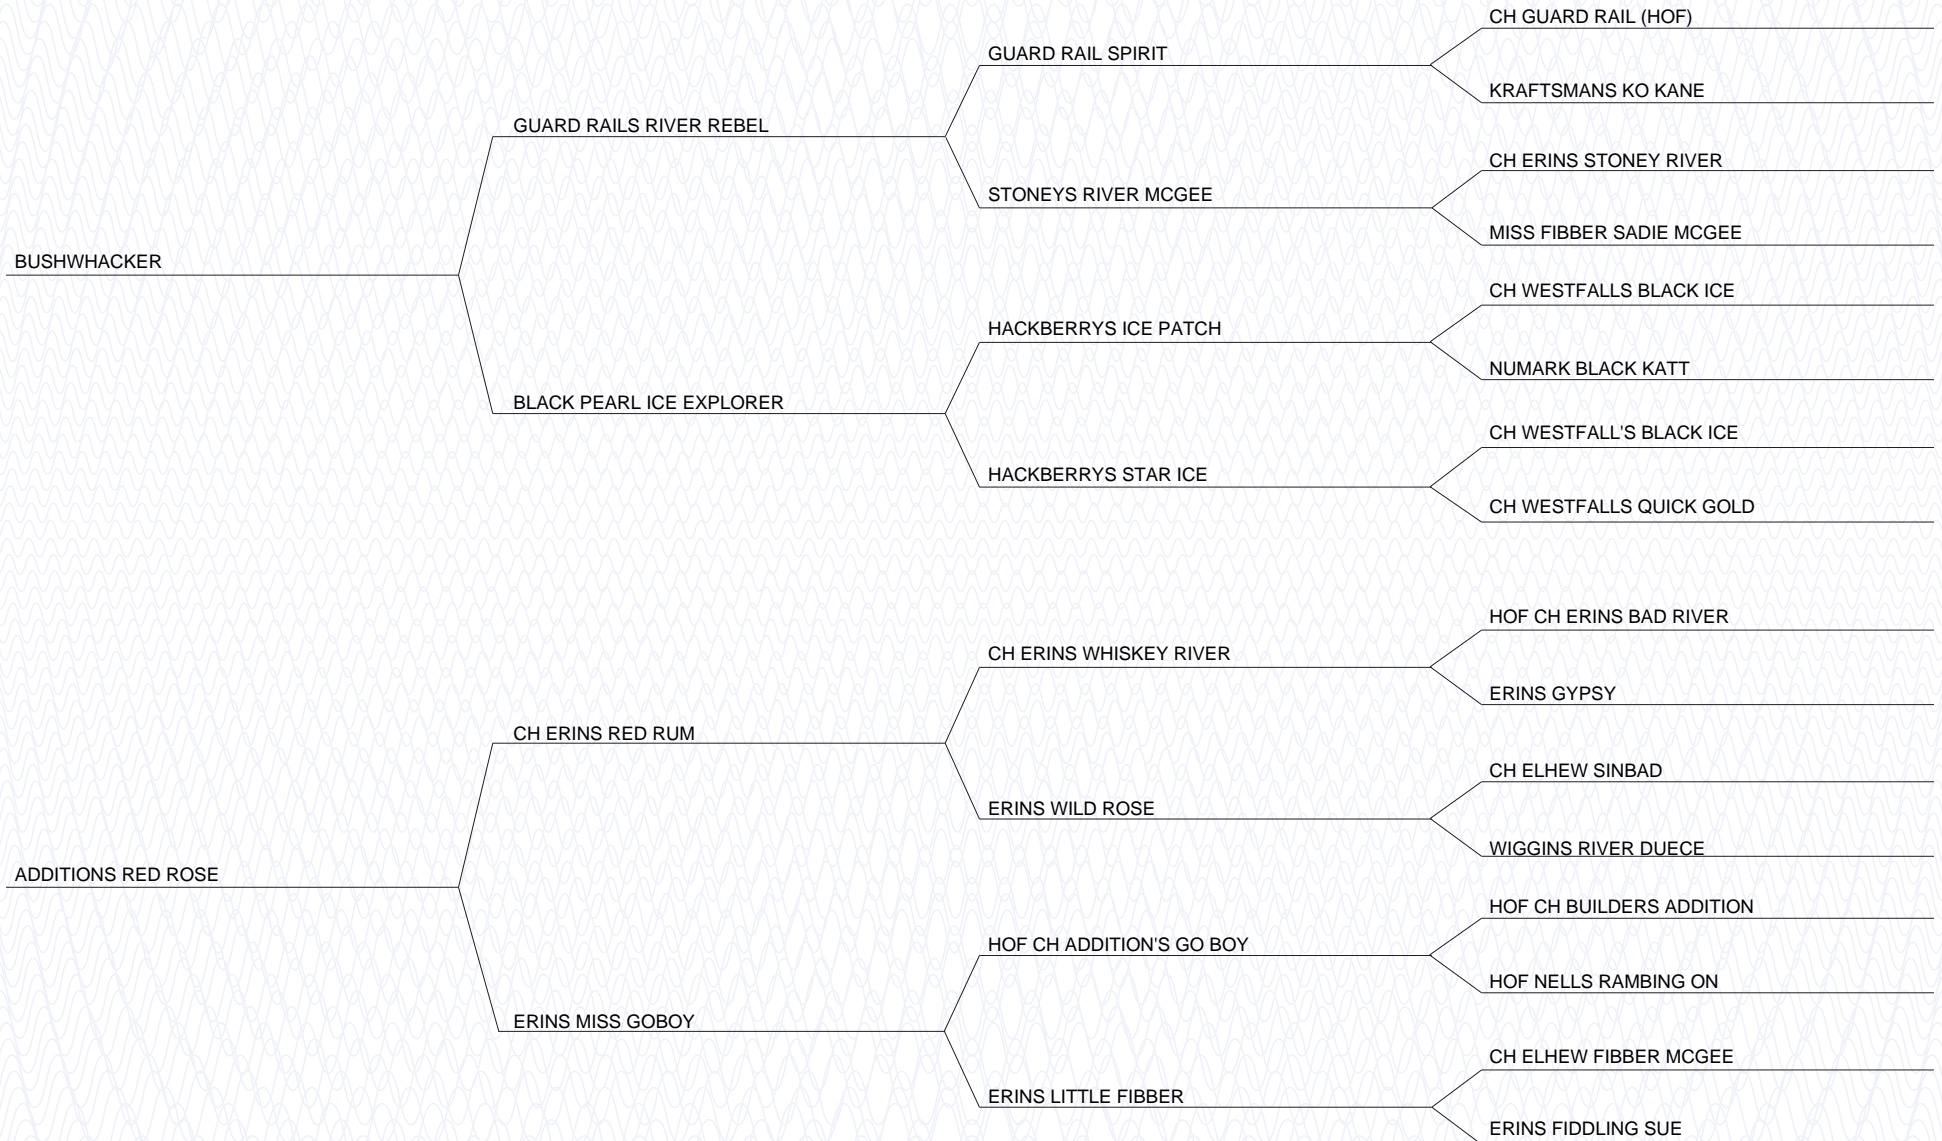 CH GUARD RAIL (HOF)
GUARD RAIL SPIRIT
KRAFTSMANS KO KANE
GUARD RAILS RIVER REBEL
CH ERINS STONEY RIVER
STONEYS RIVER MCGEE
MISS FIBBER SADIE MCGEE
BUSHWHACKER
CH WESTFALLS BLACK ICE
HACKBERRYS ICE PATCH
NUMARK BLACK KATT
BLACK PEARL ICE EXPLORER
CH WESTFALL'S BLACK ICE
HACKBERRYS STAR ICE
CH WESTFALLS QUICK GOLD
HOF CH ERINS BAD RIVER
CH ERINS WHISKEY RIVER
ERINS GYPSY
CH ERINS RED RUM
CH ELHEW SINBAD
ERINS WILD ROSE
WIGGINS RIVER DUECE
ADDITIONS RED ROSE
HOF CH BUILDERS ADDITION
HOF CH ADDITION'S GO BOY
HOF NELLS RAMBING ON
ERINS MISS GOBOY
CH ELHEW FIBBER MCGEE
ERINS LITTLE FIBBER
ERINS FIDDLING SUE